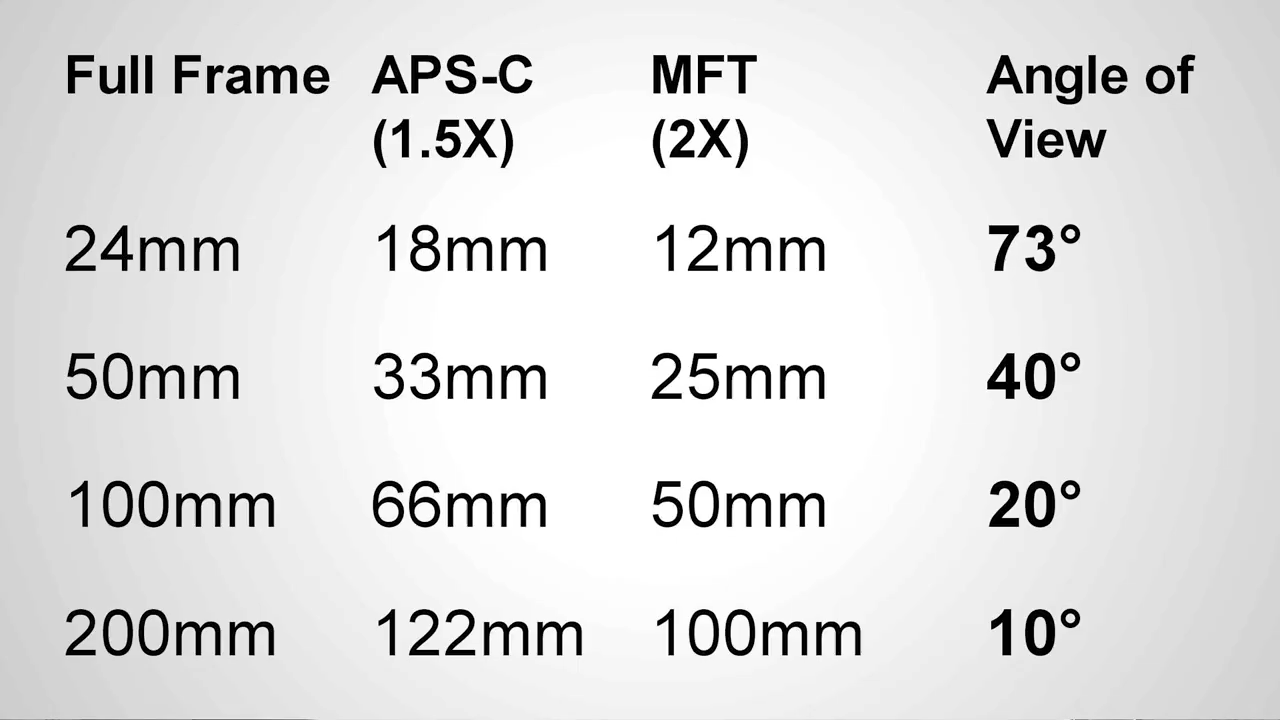 Full Frame APS-C (1.5X) MFT (2X) Angle of View
24mm 18mm 12mm 73°
50mm 33mm 25mm 40°
100mm 66mm 50mm 20°
200mm 122mm 100mm 10°